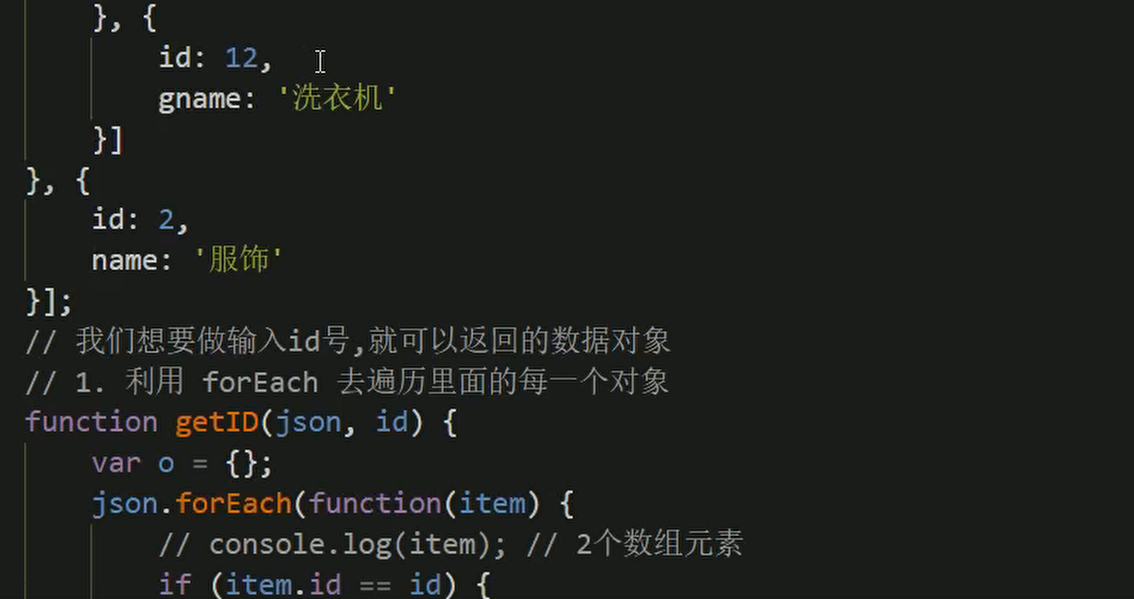 }, {
id: 12,
gname: '洗衣机'
}]
}, {
id: 2,
name: '服饰'
}];
// 我们想要做输入id号,就可以返回的数据对象
// 1. 利用 forEach 去遍历里面的每一个对象
function getID(json, id) {
var o = {};
json.forEach(function(item) {
// console.log(item); // 2个数组元素
if (item.id == id) {